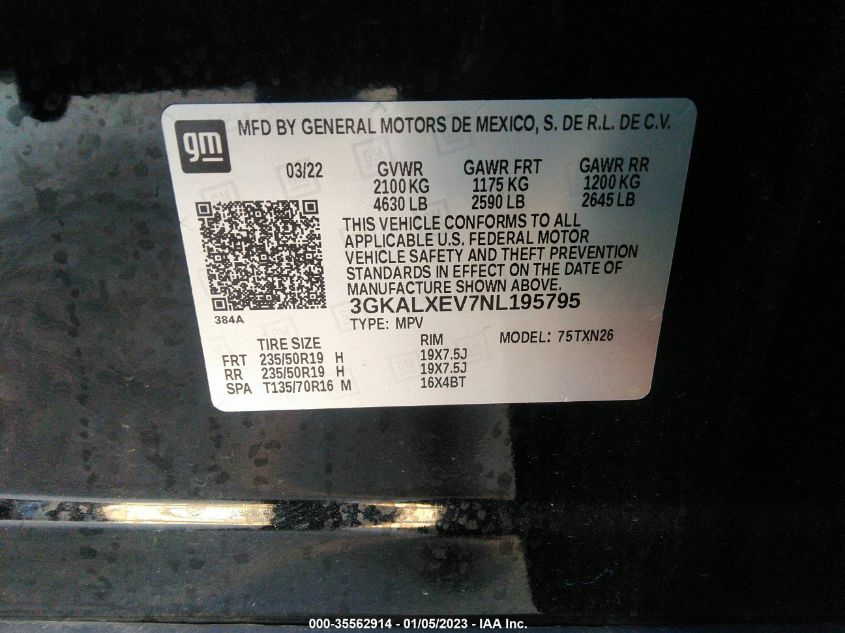 gm
MFD BY GENERAL MOTORS DE MEXICO, S. DE R.L. DE C.V.
03/22 GVWR GAWR FRT GAWR RR
2100 KG 1175 KG 1200 KG
4630 LB 2590 LB 2645 LB
THIS VEHICLE CONFORMS TO ALL
APPLICABLE U.S. FEDERAL MOTOR
VEHICLE SAFETY AND THEFT PREVENTION
STANDARDS IN EFFECT ON THE DATE OF
MANUFACTURE SHOWN ABOVE.
384A
3GKALXEV7NL195795
TYPE: MPV
TIRE SIZE RIM MODEL: 75TXN26
FRT 235/50R19 H 19X7.5J
RR 235/50R19 H 19X7.5J
SPA T135/70R16 M 16X4BT
000-35562914 - 01/05/2023 - IAA Inc.